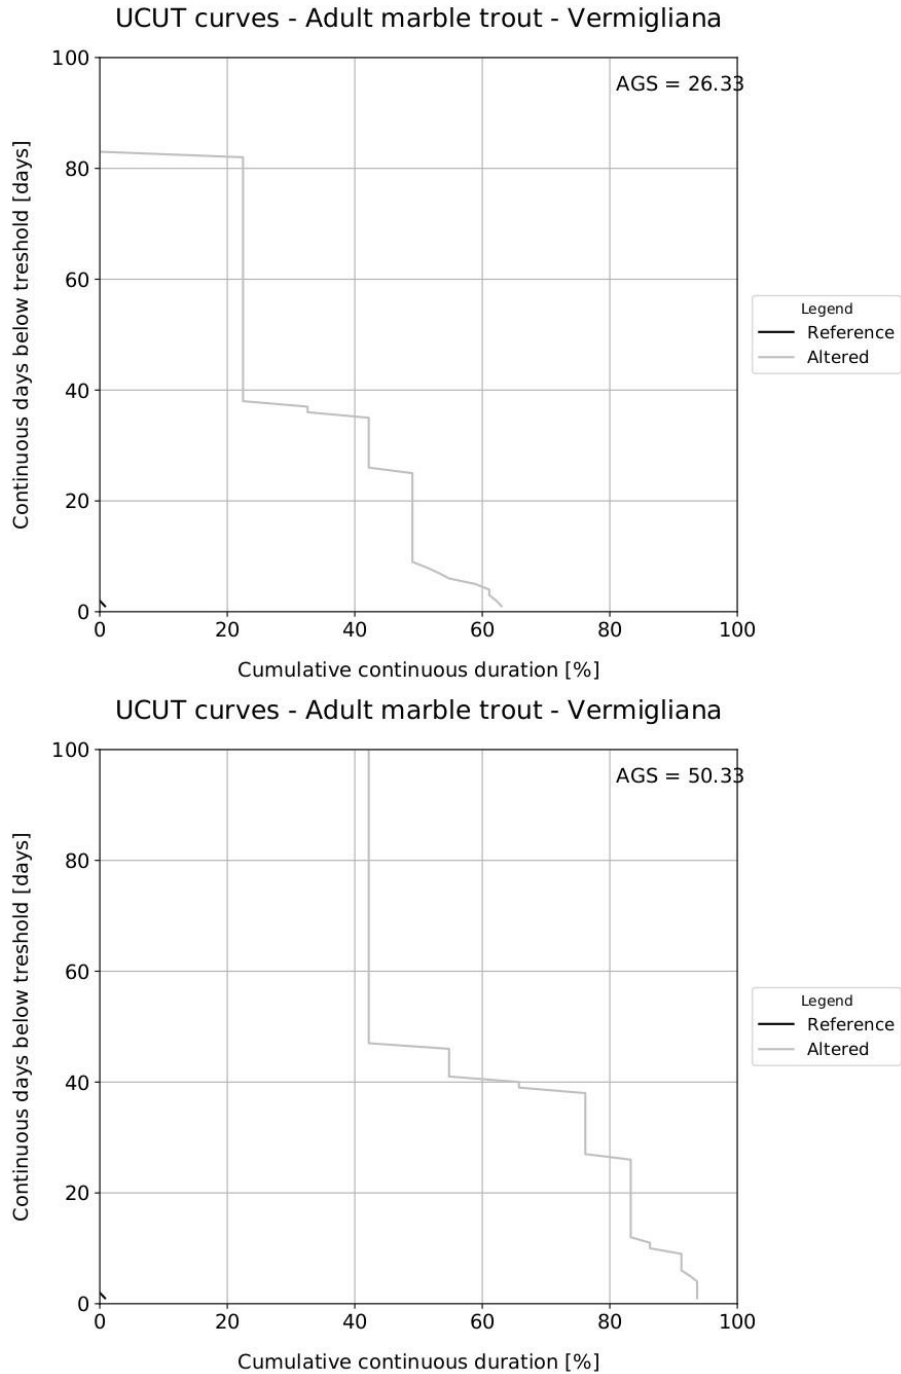 UCUT curves - Adult marble trout - Vermigliana
AGS = 26.33
Continuous days below treshold [days]
100
80
60
40
20
0
0 20 40 60 80 100
Cumulative continuous duration [%]
Legend
Reference
Altered
UCUT curves - Adult marble trout - Vermigliana
AGS = 50.33
Continuous days below treshold [days]
100
80
60
40
20
0
0 20 40 60 80 100
Cumulative continuous duration [%]
Legend
Reference
Altered